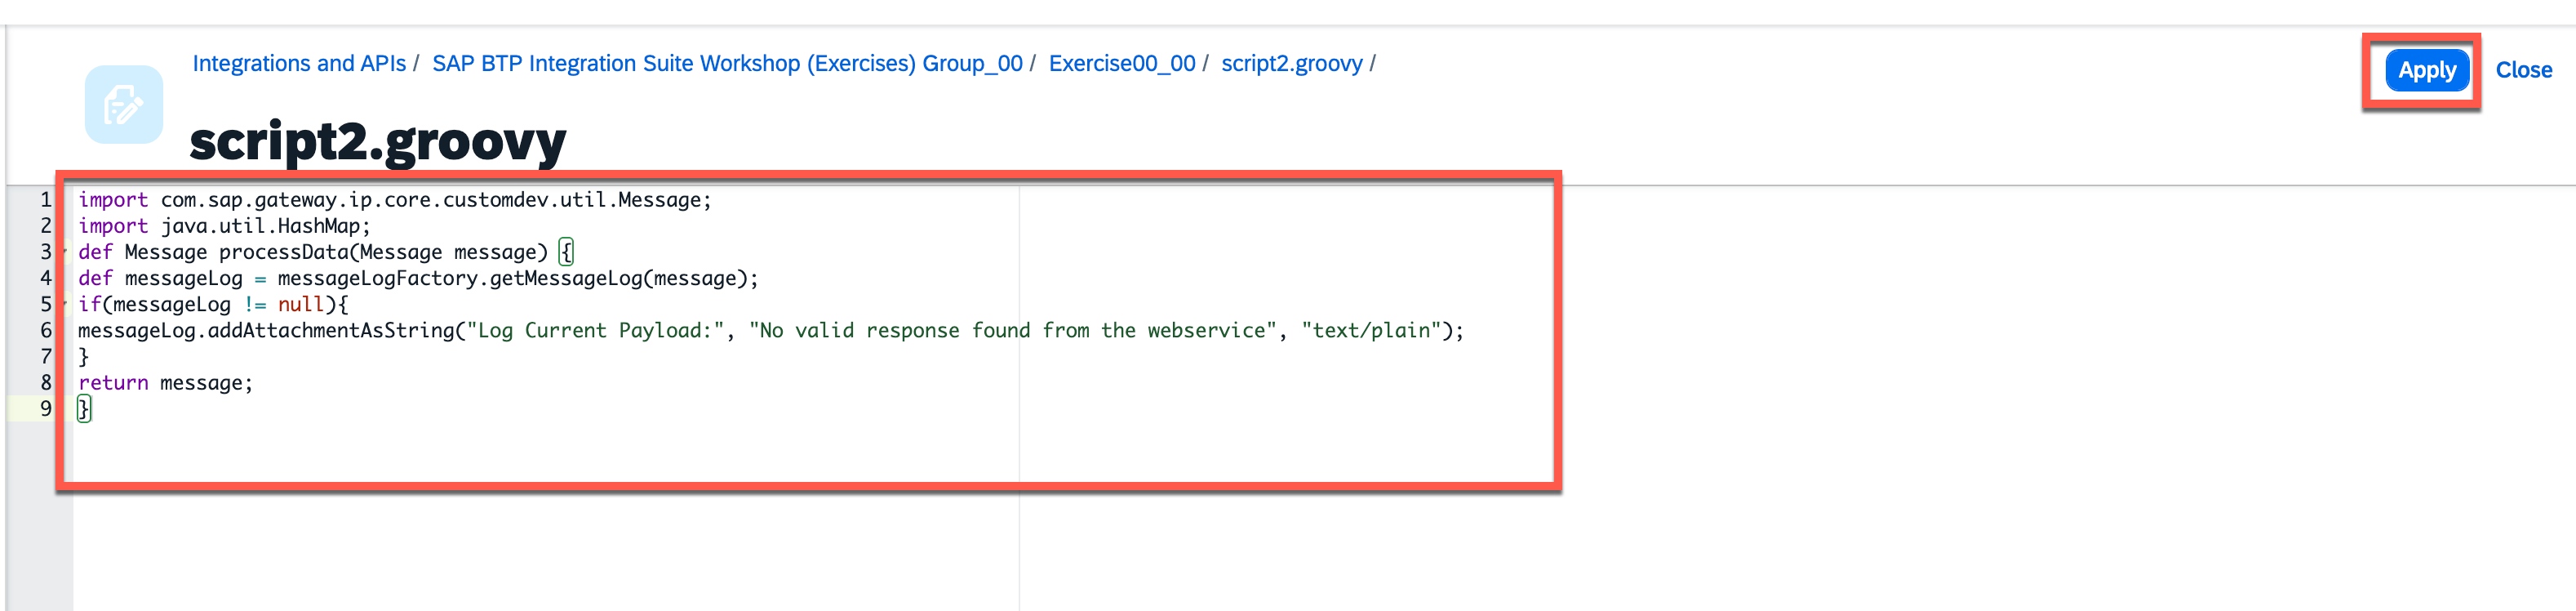 Integrations and APIs / SAP BTP Integration Suite Workshop (Exercises) Group_00 / Exercise00_00 / script2.groovy /
Apply Close
script2.groovy
1 import com.sap.gateway.ip.core.customdev.util.Message;
2 import java.util.HashMap;
3 def Message processData(Message message) {
4 def messageLog = messageLogFactory.getMessageLog(message);
5 if(messageLog != null){
6 messageLog.addAttachmentAsString("Log Current Payload:", "No valid response found from the webservice", "text/plain");
7 }
8 return message;
9 }